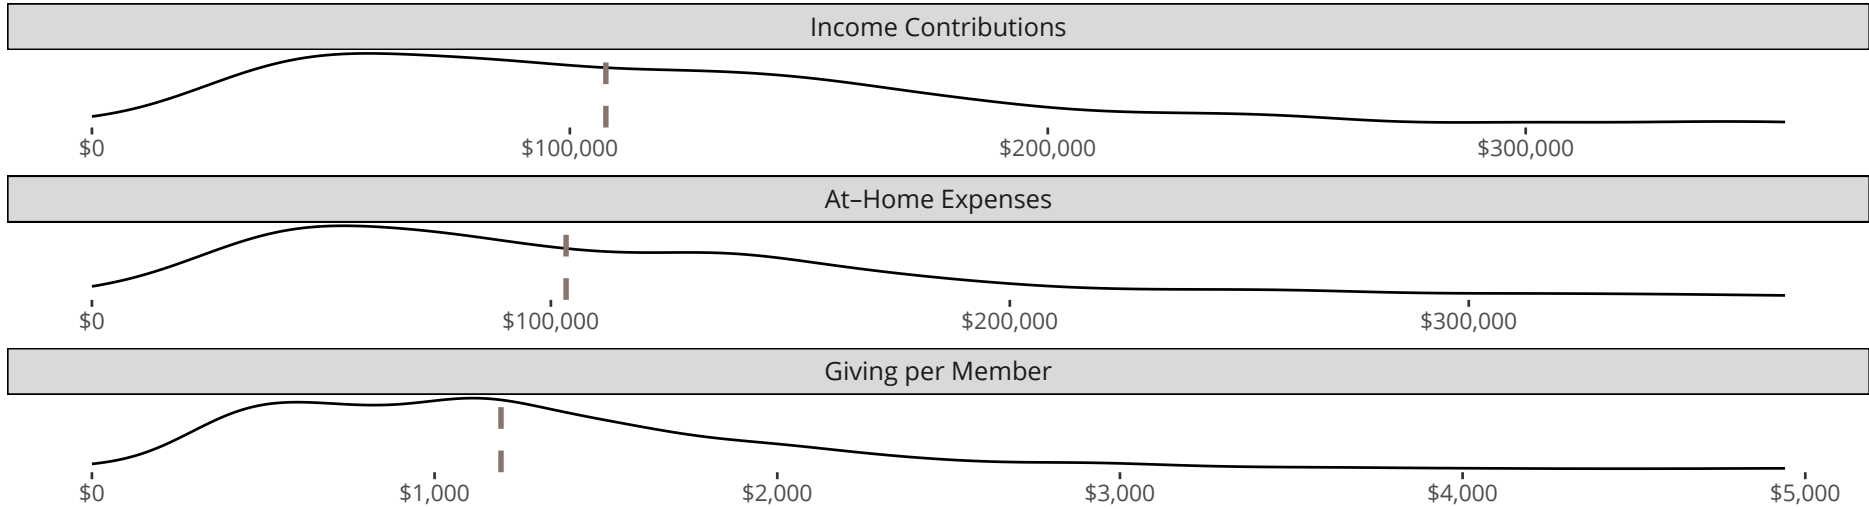 Income Contributions
$0 $100,000 $200,000 $300,000
At–Home Expenses
$0 $100,000 $200,000 $300,000
Giving per Member
$0 $1,000 $2,000 $3,000 $4,000 $5,000